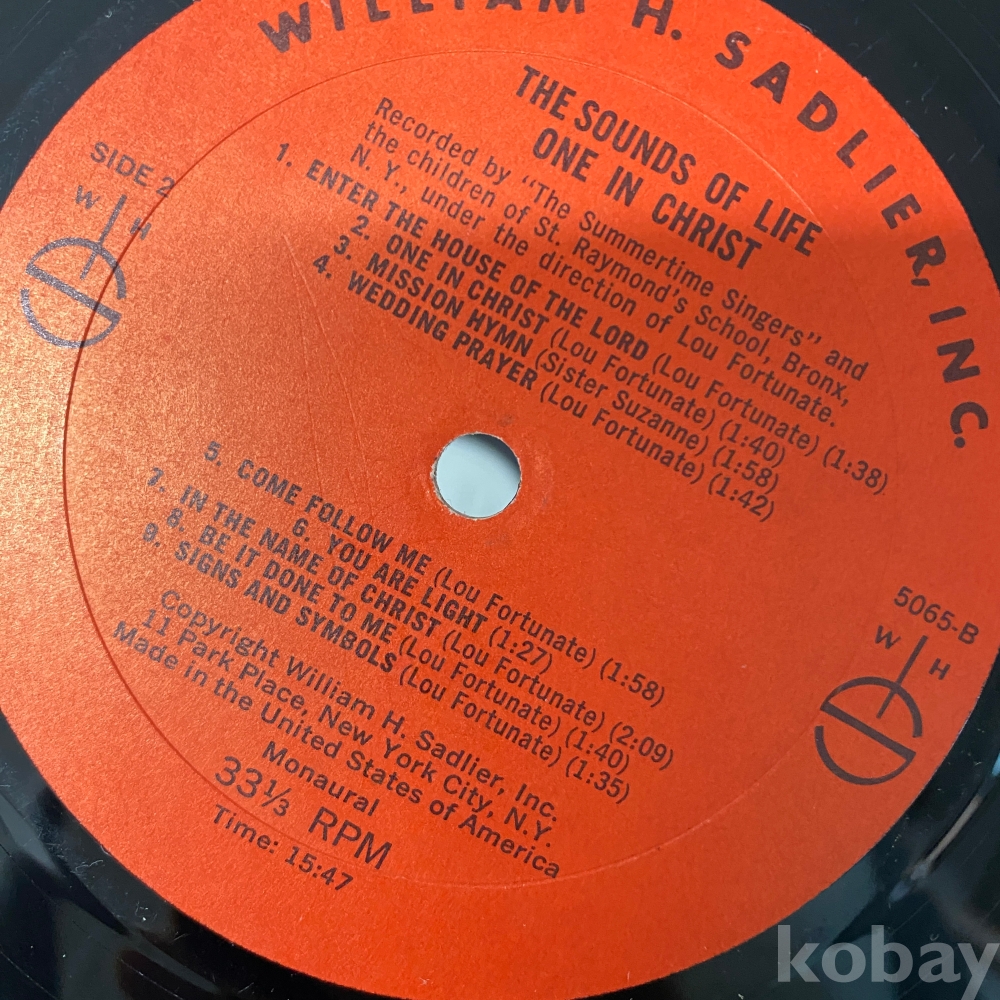 WILLIAM H. SADLIER, INC.
THE SOUNDS OF LIFE
ONE IN CHRIST
Recorded by "The Summertime Singers" and
the children of St. Raymond's School, Bronx,
N. Y., under the direction of Lou Fortunate.
1. ENTER THE HOUSE OF THE LORD (Lou Fortunate) (1:38)
2. ONE IN CHRIST (Lou Fortunate) (1:40)
3. MISSION HYMN (Sister Suzanne) (1:58)
4. WEDDING PRAYER (Lou Fortunate) (1:42)
SIDE 2
W H
5. COME FOLLOW ME (Lou Fortunate) (1:58)
6. YOU ARE LIGHT (1:27)
7. IN THE NAME OF CHRIST (Lou Fortunate) (2:09)
8. BE IT DONE TO ME (Lou Fortunate) (1:40)
9. SIGNS AND SYMBOLS (Lou Fortunate) (1:35)
5065-B
W H
Copyright William H. Sadlier, Inc.
11 Park Place, New York City, N.Y.
Made in the United States of America
Monaural
33⅓ RPM
Time: 15:47
kobay